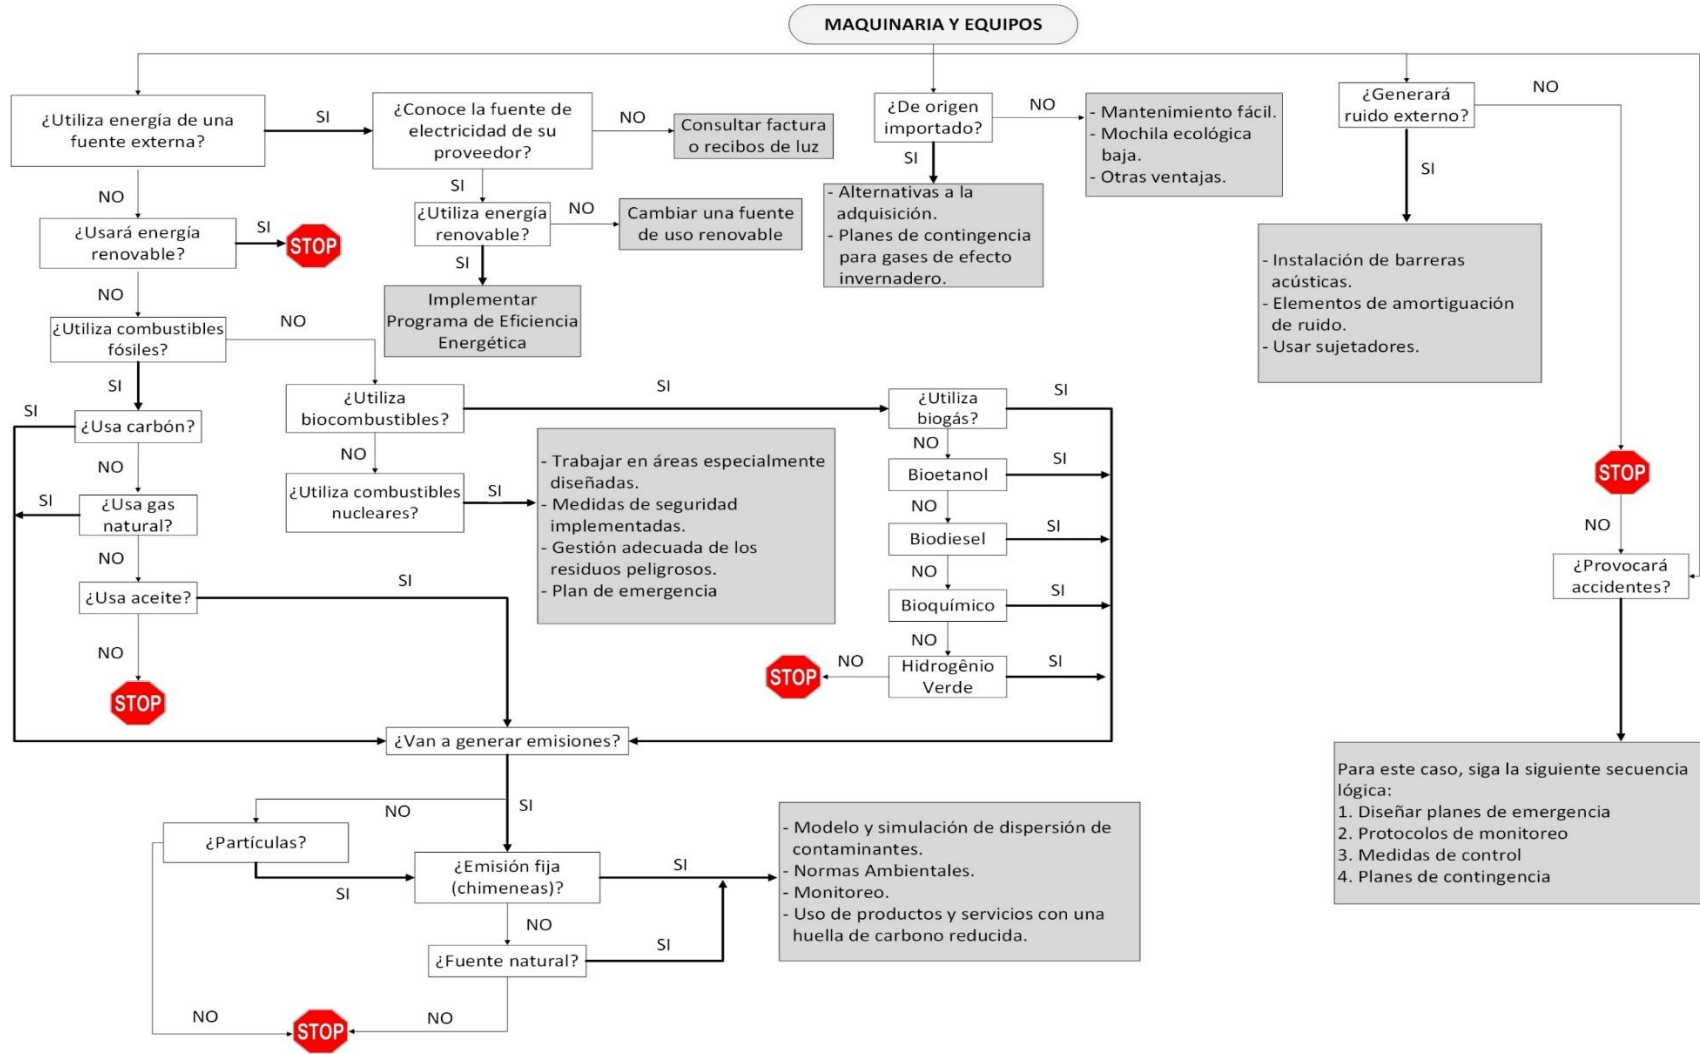 MAQUINARIA Y EQUIPOS
¿Utiliza energía de una
fuente externa?
SI
¿Conoce la fuente de
electricidad de su
proveedor?
NO
Consultar factura
o recibos de luz
¿De origen
importado?
NO
- Mantenimiento fácil.
- Mochila ecológica
baja.
- Otras ventajas.
¿Generará
ruido externo?
NO
NO
SI
SI
SI
¿Usará energía
renovable?
SI
STOP
¿Utiliza energía
renovable?
NO
Cambiar una fuente
de uso renovable
- Alternativas a la
adquisición.
- Planes de contingencia
para gases de efecto
invernadero.
- Instalación de barreras
acústicas.
- Elementos de amortiguación
de ruido.
- Usar sujetadores.
NO
SI
Implementar
Programa de Eficiencia
Energética
¿Utiliza combustibles
fósiles?
NO
SI
SI
¿Usa carbón?
¿Utiliza
biocombustibles?
SI
¿Utiliza
biogás?
SI
NO
NO
NO
SI
¿Usa gas
natural?
¿Utiliza combustibles
nucleares?
SI
- Trabajar en áreas especialmente
diseñadas.
- Medidas de seguridad
implementadas.
- Gestión adecuada de los
residuos peligrosos.
- Plan de emergencia
Bioetanol
SI
NO
Biodiesel
SI
NO
Bioquímico
SI
NO
Hidrogênio
Verde
SI
NO
STOP
STOP
NO
¿Provocará
accidentes?
NO
¿Usa aceite?
SI
NO
STOP
¿Van a generar emisiones?
NO
SI
¿Partículas?
SI
¿Emisión fija
(chimeneas)?
SI
- Modelo y simulación de dispersión de
contaminantes.
- Normas Ambientales.
- Monitoreo.
- Uso de productos y servicios con una
huella de carbono reducida.
NO
¿Fuente natural?
SI
NO
NO
STOP
Para este caso, siga la siguiente secuencia
lógica:
1. Diseñar planes de emergencia
2. Protocolos de monitoreo
3. Medidas de control
4. Planes de contingencia